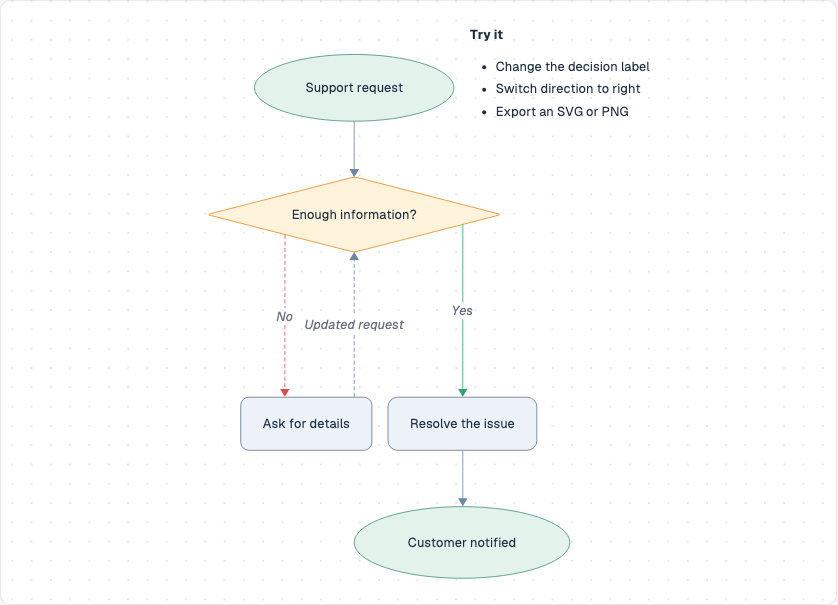 Try it
Change the decision label
Switch direction to right
Export an SVG or PNG
Support request
Enough information?
No
Updated request
Yes
Ask for details
Resolve the issue
Customer notified